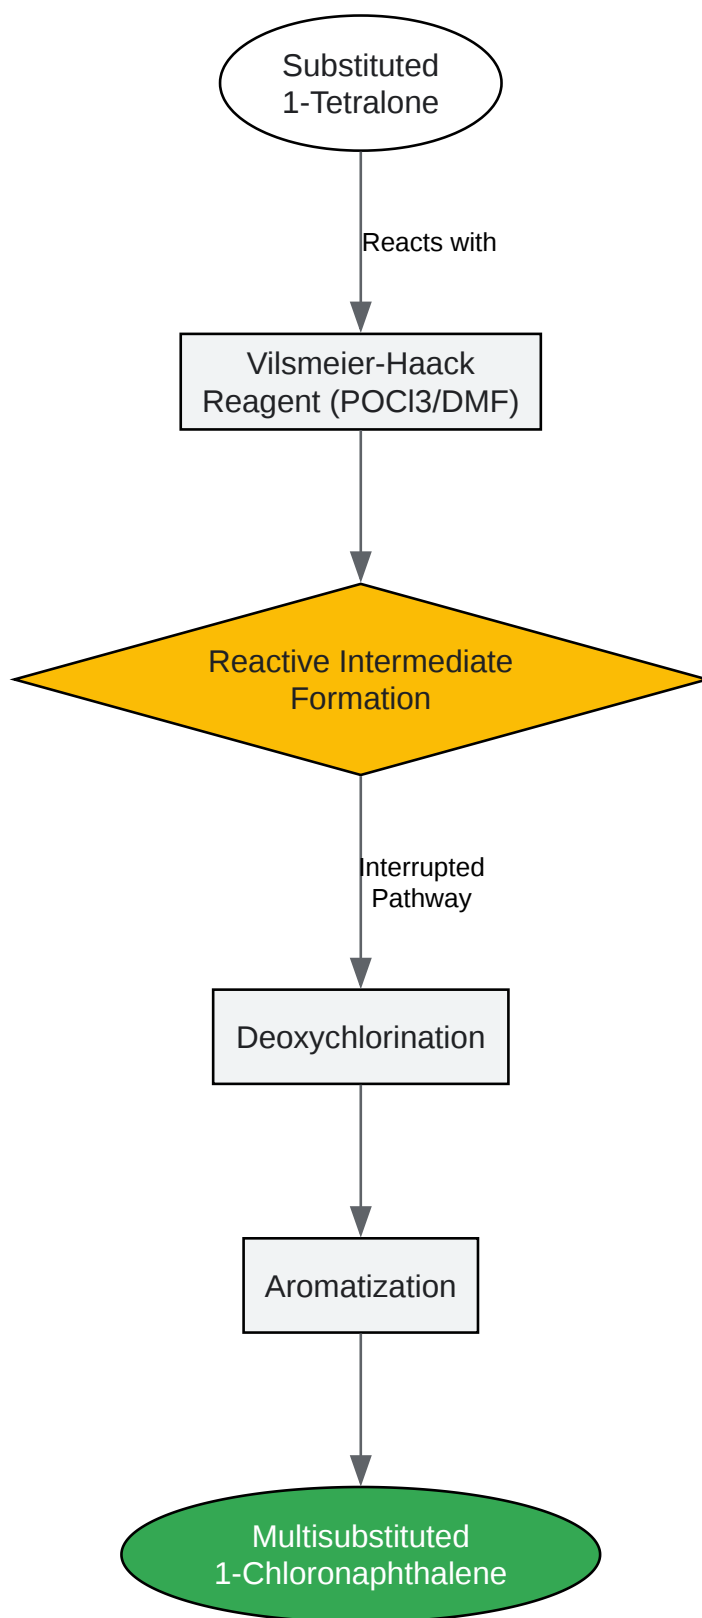 Substituted
1-Tetralone
Reacts with
Vilsmeier-Haack
Reagent (POCl3/DMF)
Reactive Intermediate
Formation
Interrupted
Pathway
Deoxychlorination
Aromatization
Multisubstituted
1-Chloronaphthalene